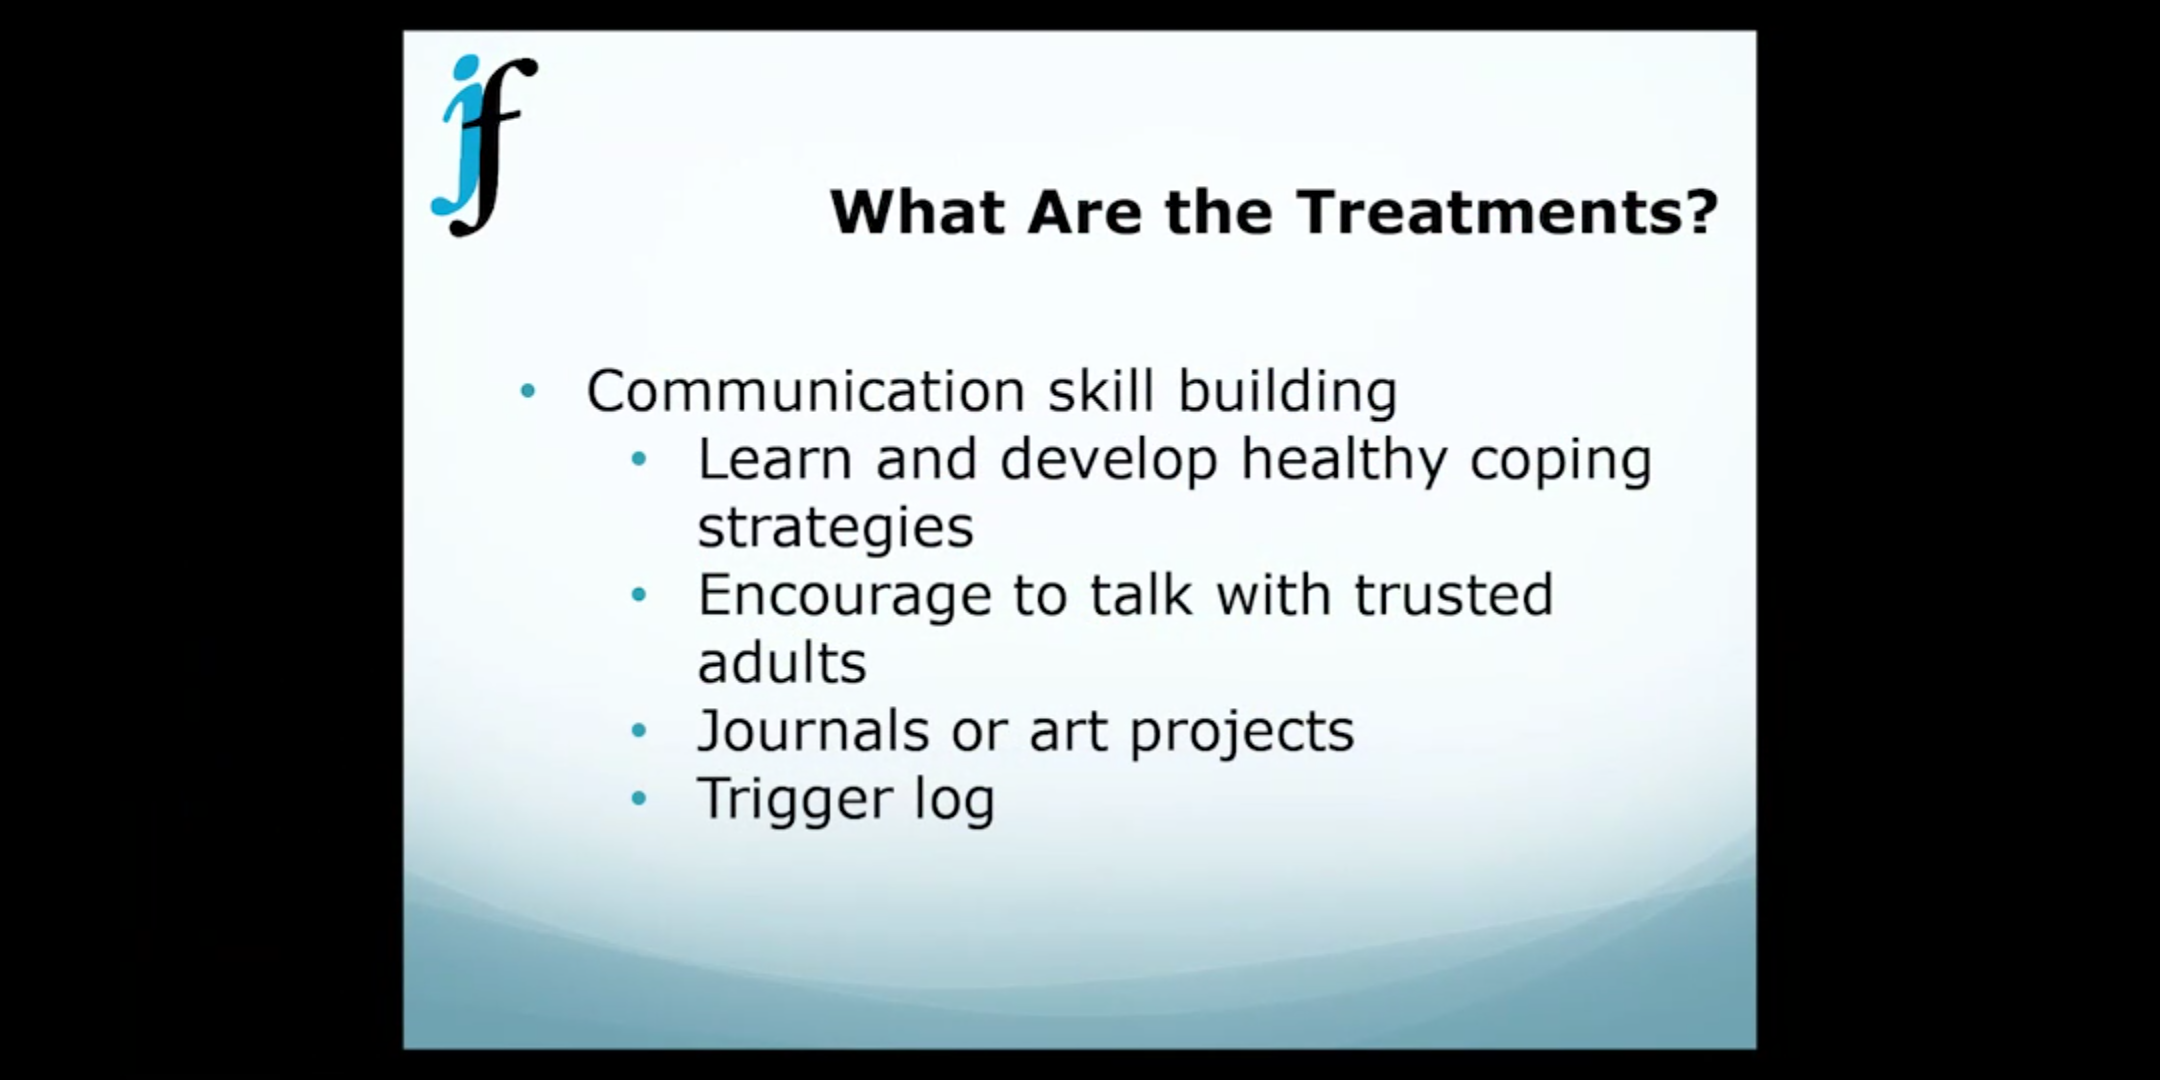 jf
What Are the Treatments?
• Communication skill building
• Learn and develop healthy coping
strategies
• Encourage to talk with trusted
adults
• Journals or art projects
• Trigger log